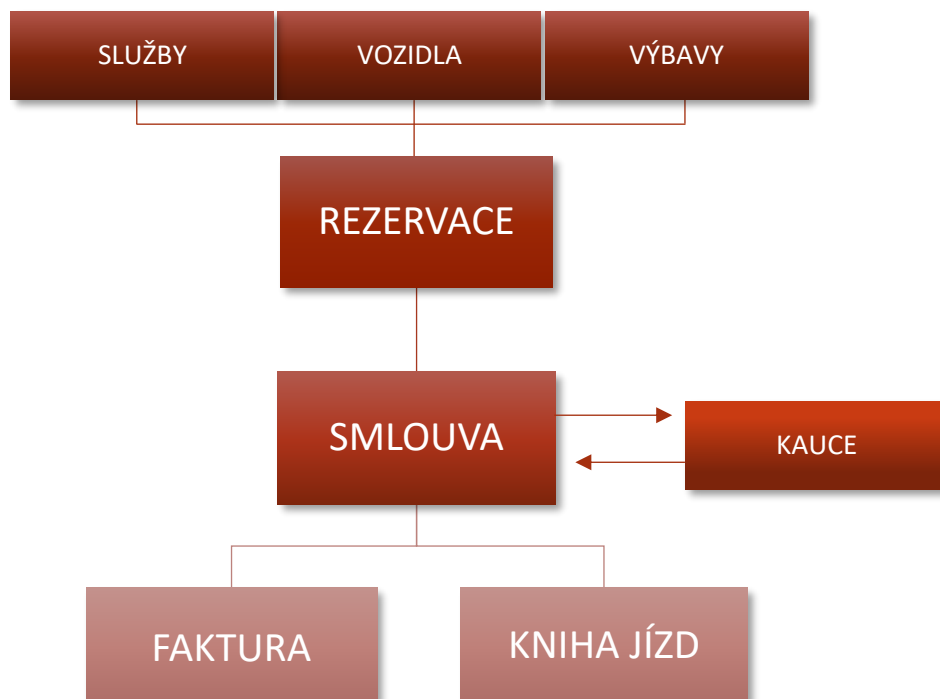 SLUŽBY
VOZIDLA
VÝBAVY
REZERVACE
SMLOUVA
KAUCE
FAKTURA
KNIHA JÍZD